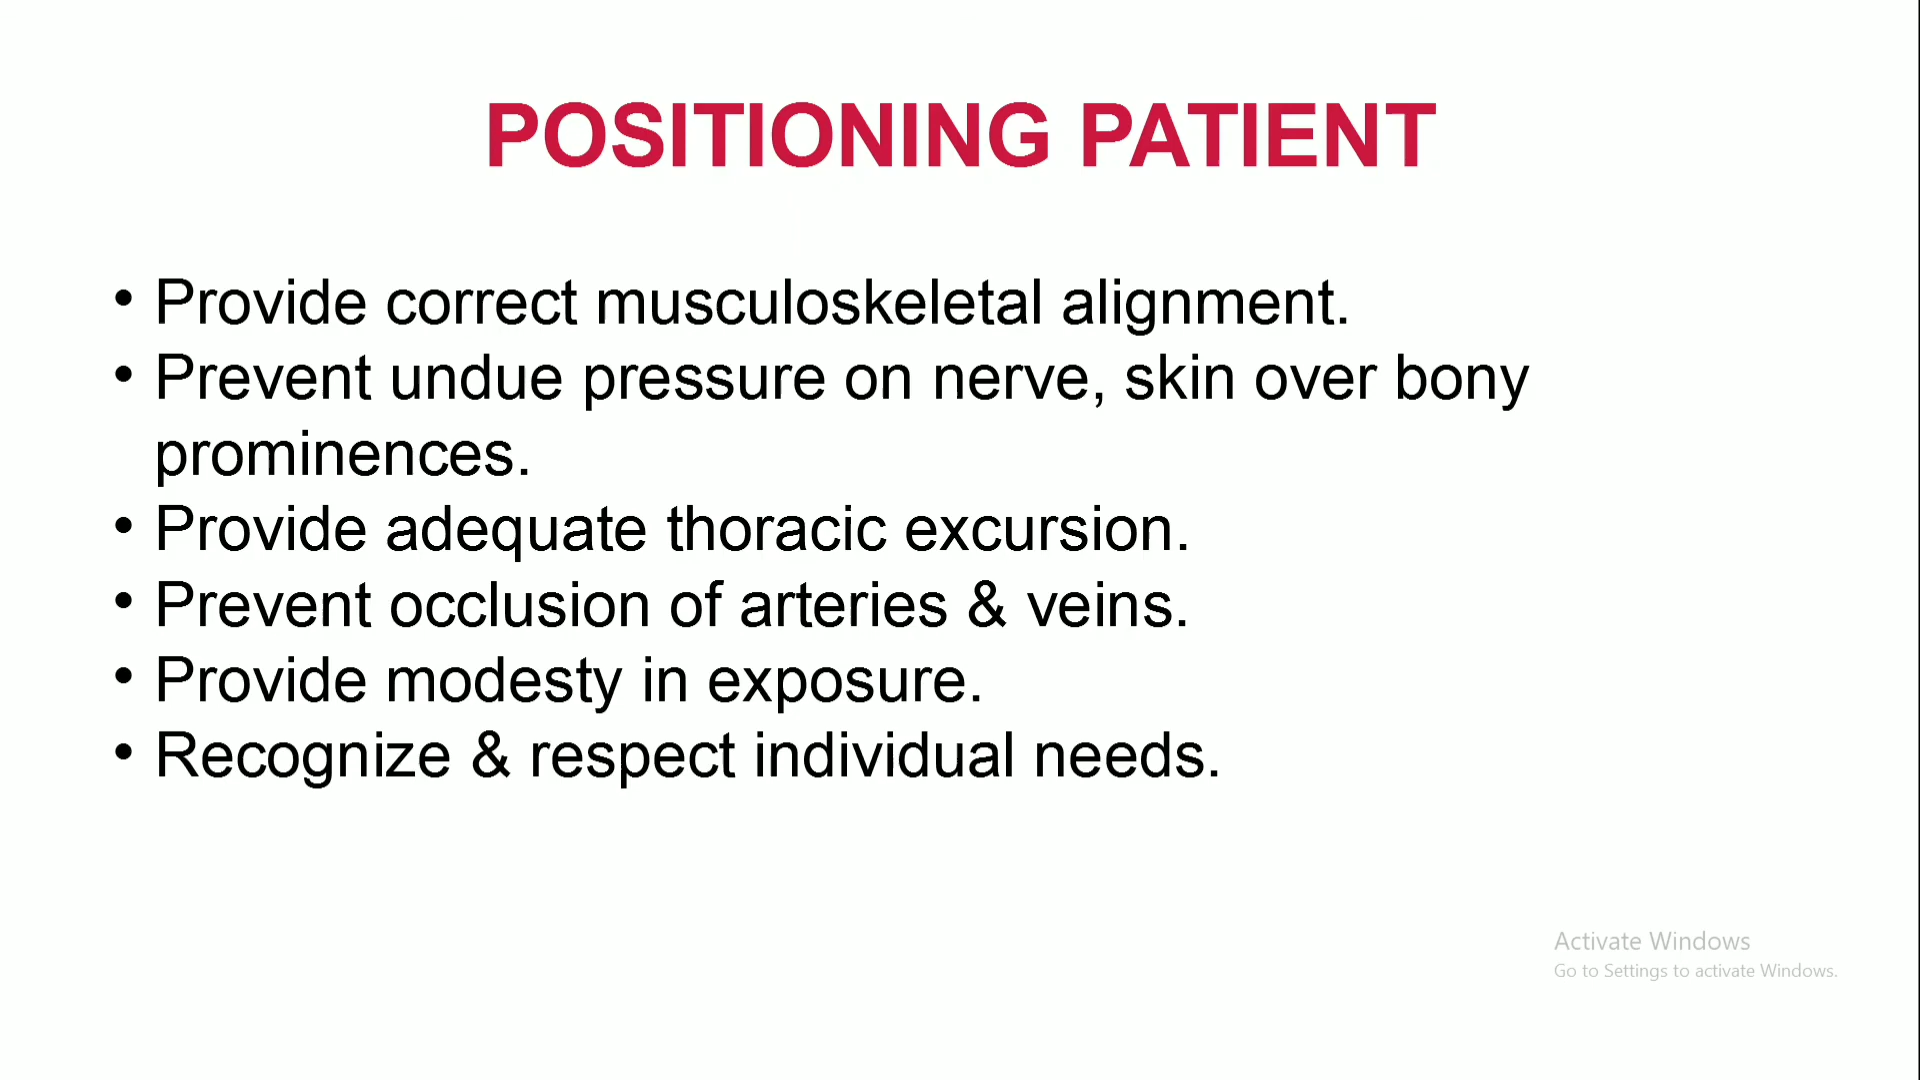 POSITIONING PATIENT
• Provide correct musculoskeletal alignment.
• Prevent undue pressure on nerve, skin over bony
prominences.
• Provide adequate thoracic excursion.
• Prevent occlusion of arteries & veins.
• Provide modesty in exposure.
• Recognize & respect individual needs.
Activate Windows
Go to Settings to activate Windows.